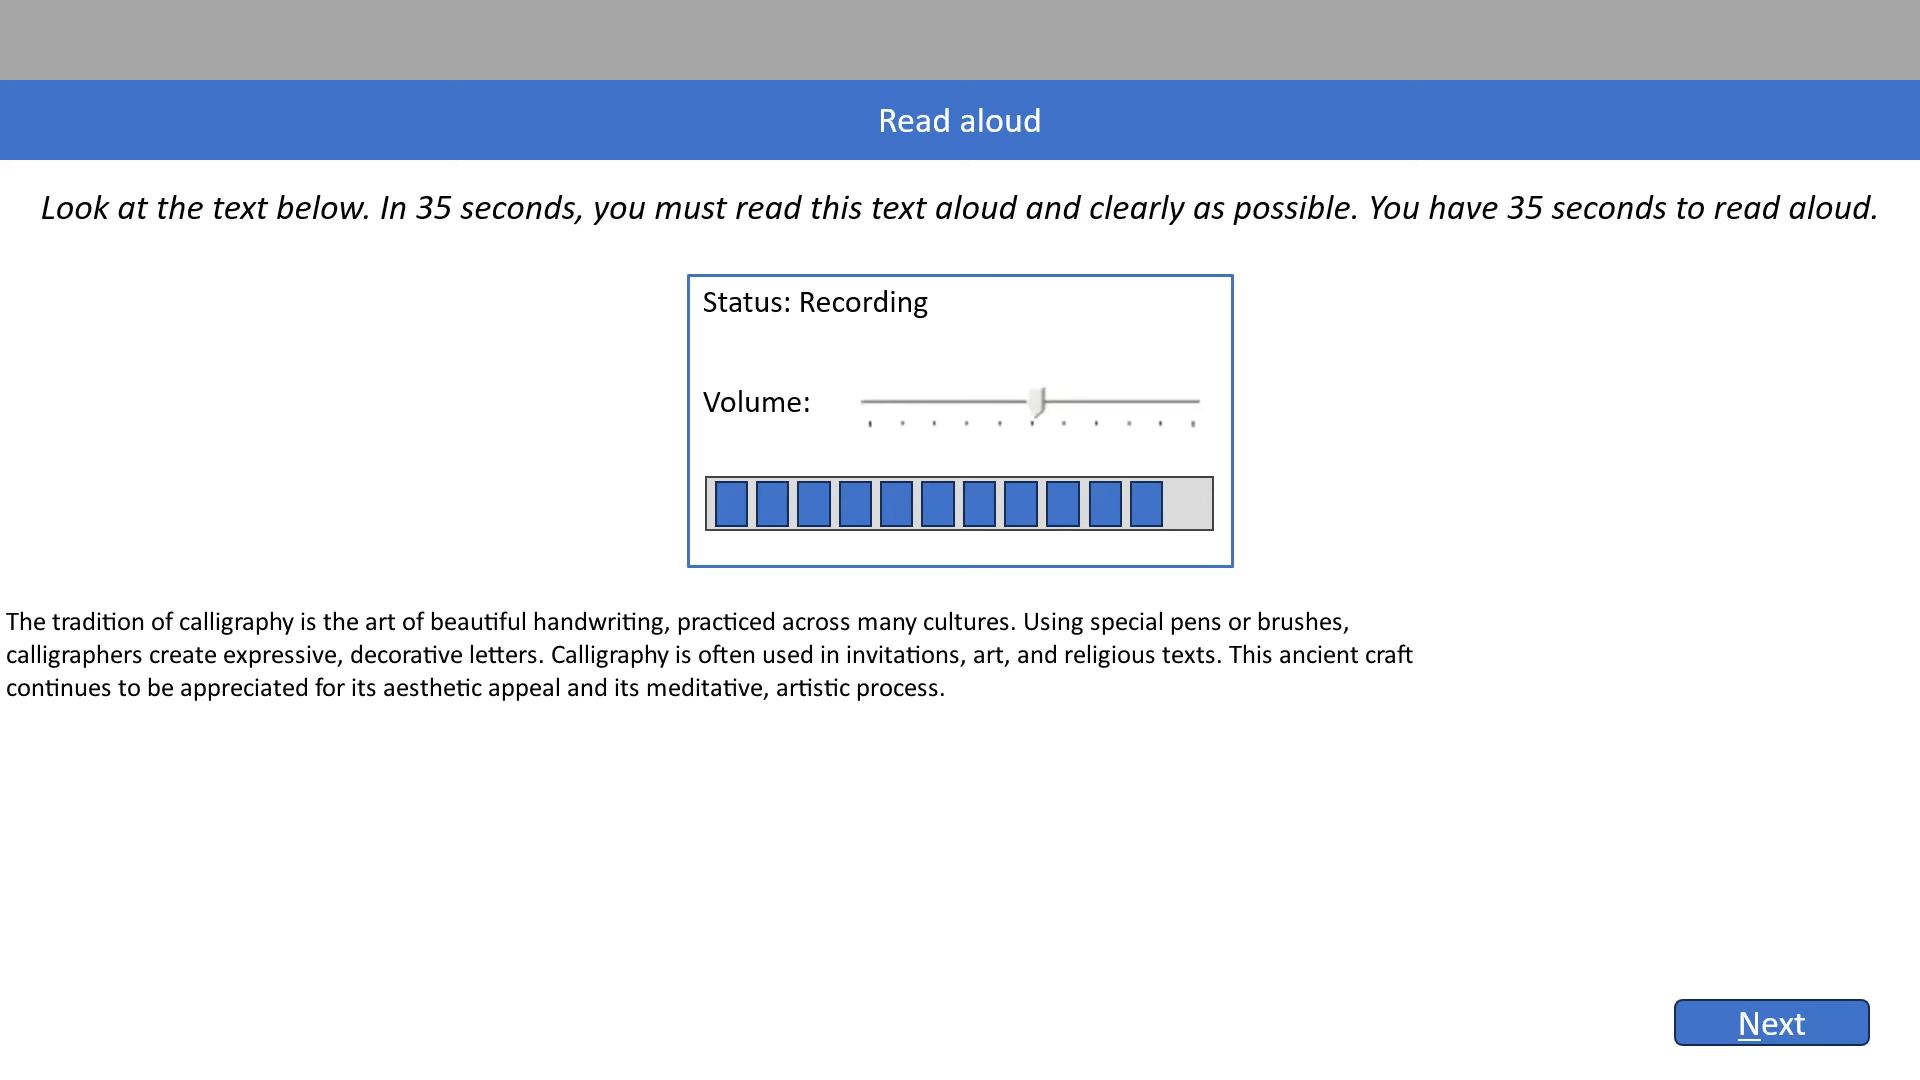 Read aloud
Look at the text below. In 35 seconds, you must read this text aloud and clearly as possible. You have 35 seconds to read aloud.
Status: Recording
Volume:
The tradition of calligraphy is the art of beautiful handwriting, practiced across many cultures. Using special pens or brushes,
calligraphers create expressive, decorative letters. Calligraphy is often used in invitations, art, and religious texts. This ancient craft
continues to be appreciated for its aesthetic appeal and its meditative, artistic process.
Next